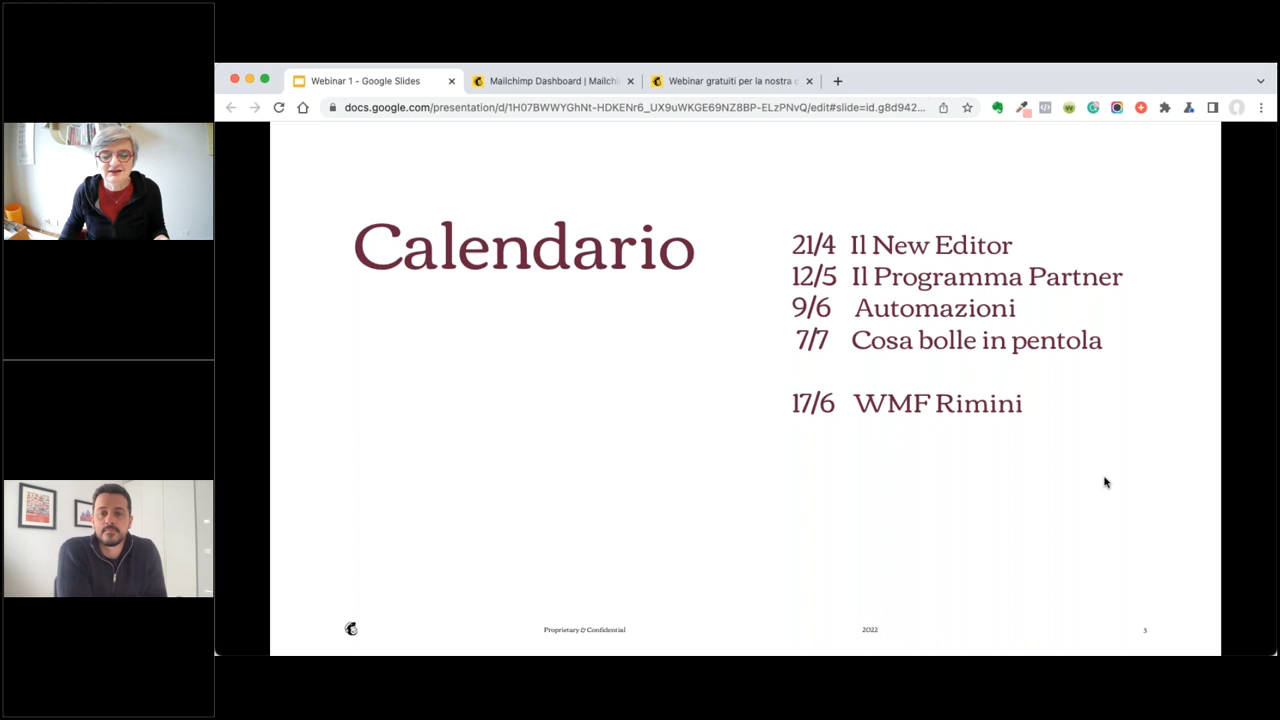 Webinar 1 - Google Slides
Mailchimp Dashboard | Mailchi
Webinar gratuiti per la nostra c
docs.google.com/presentation/d/1H07BWWYGhNt-HDKENr6_UX9uWKGE69NZ8BP-ELzPNvQ/edit#slide=id.g8d942...
Calendario
21/4 Il New Editor
12/5 Il Programma Partner
9/6 Automazioni
7/7 Cosa bolle in pentola
17/6 WMF Rimini
Proprietary & Confidential
2022
3